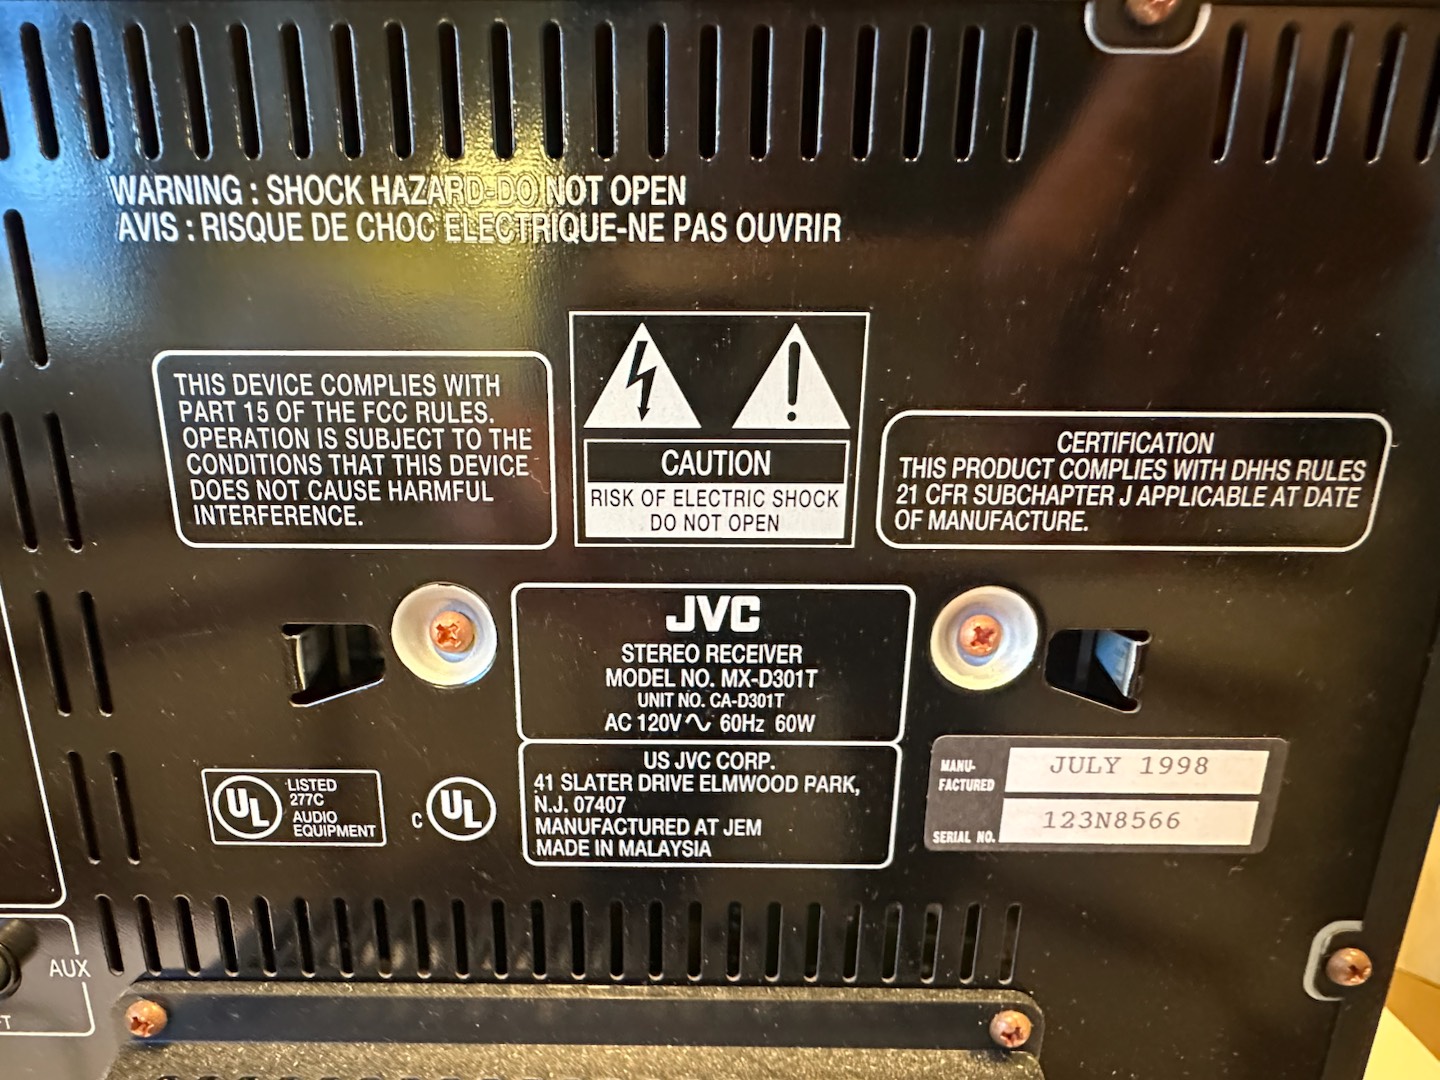 WARNING : SHOCK HAZARD-DO NOT OPEN
AVIS : RISQUE DE CHOC ELECTRIQUE-NE PAS OUVRIR
THIS DEVICE COMPLIES WITH
PART 15 OF THE FCC RULES.
OPERATION IS SUBJECT TO THE
CONDITIONS THAT THIS DEVICE
DOES NOT CAUSE HARMFUL
INTERFERENCE.
CAUTION
RISK OF ELECTRIC SHOCK
DO NOT OPEN
CERTIFICATION
THIS PRODUCT COMPLIES WITH DHHS RULES
21 CFR SUBCHAPTER J APPLICABLE AT DATE
OF MANUFACTURE.
JVC
STEREO RECEIVER
MODEL NO. MX-D301T
UNIT NO. CA-D301T
AC 120V∿ 60Hz 60W
US JVC CORP.
41 SLATER DRIVE ELMWOOD PARK,
N.J. 07407
MANUFACTURED AT JEM
MADE IN MALAYSIA
UL
LISTED
277C
AUDIO
EQUIPMENT
C UL
MANU-
FACTURED
JULY 1998
SERIAL NO.
123N8566
AUX